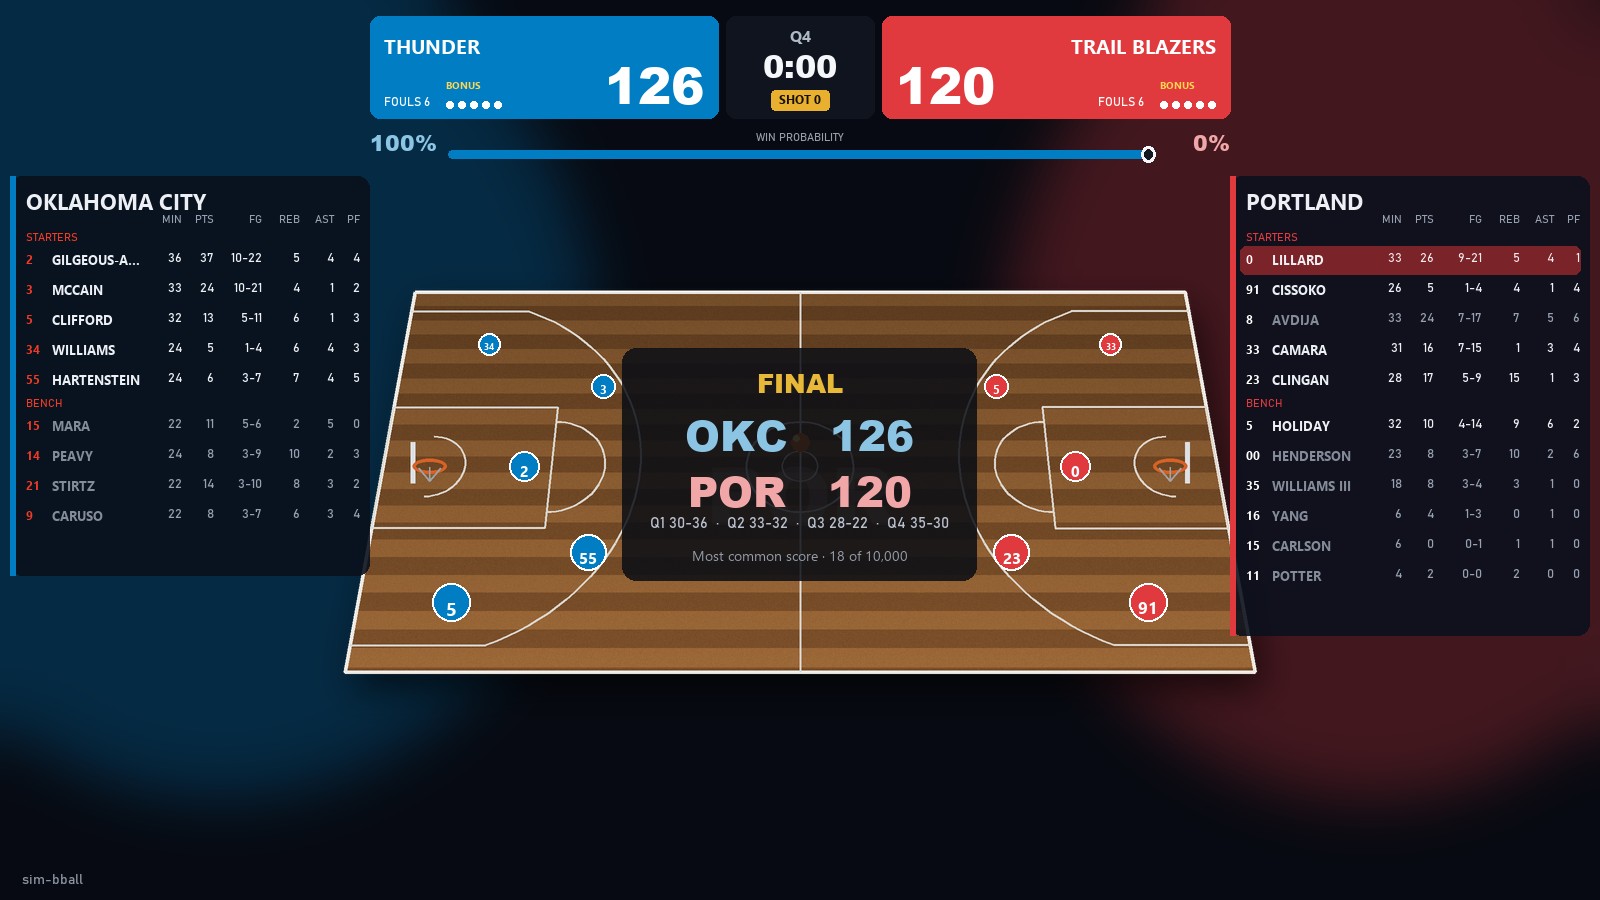 THUNDER
FOULS 6
BONUS
126
Q4
0:00
SHOT 0
TRAIL BLAZERS
120
FOULS 6
BONUS
100%
WIN PROBABILITY
0%
OKLAHOMA CITY
MIN PTS FG REB AST PF
STARTERS
2 GILGEOUS-A... 36 37 10-22 5 4 4
3 MCCAIN 33 24 10-21 4 1 2
5 CLIFFORD 32 13 5-11 6 1 3
34 WILLIAMS 24 5 1-4 6 4 3
55 HARTENSTEIN 24 6 3-7 7 4 5
BENCH
15 MARA 22 11 5-6 2 5 0
14 PEAVY 24 8 3-9 10 2 3
21 STIRTZ 22 14 3-10 8 3 2
9 CARUSO 22 8 3-7 6 3 4
34
3
2
55
5
FINAL
OKC 126
POR 120
Q1 30-36 · Q2 33-32 · Q3 28-22 · Q4 35-30
Most common score · 18 of 10,000
33
5
0
23
91
PORTLAND
MIN PTS FG REB AST PF
STARTERS
0 LILLARD 33 26 9-21 5 4 1
91 CISSOKO 26 5 1-4 4 1 4
8 AVDIJA 33 24 7-17 7 5 6
33 CAMARA 31 16 7-15 1 3 4
23 CLINGAN 28 17 5-9 15 1 3
BENCH
5 HOLIDAY 32 10 4-14 9 6 2
00 HENDERSON 23 8 3-7 10 2 6
35 WILLIAMS III 18 8 3-4 3 1 0
16 YANG 6 4 1-3 0 1 0
15 CARLSON 6 0 0-1 1 1 0
11 POTTER 4 2 0-0 2 0 0
sim-bball